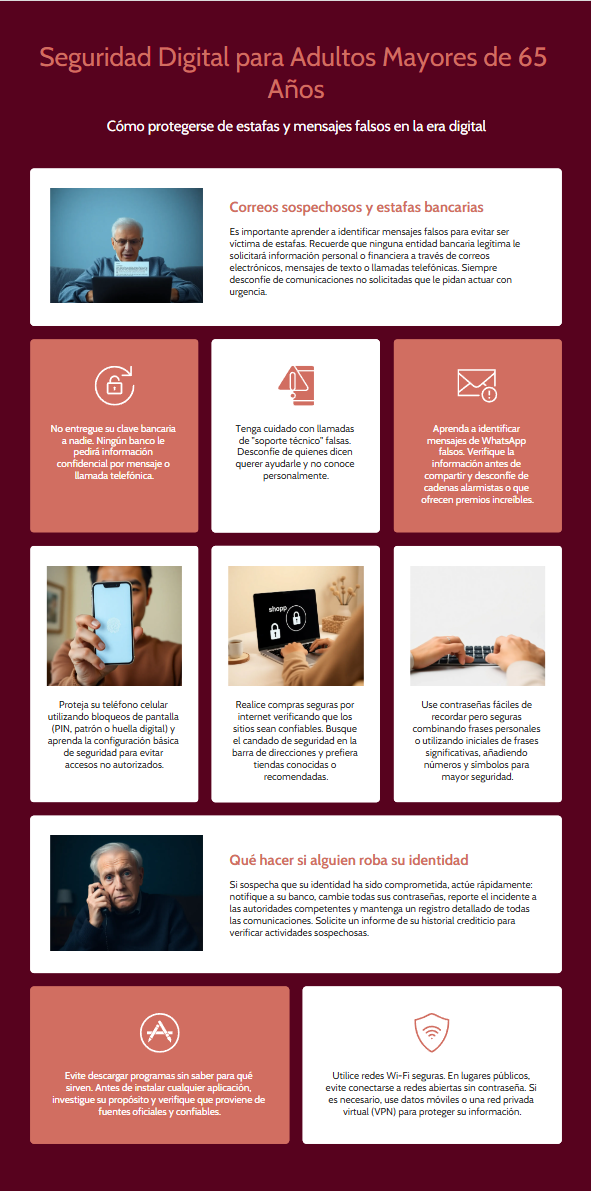 Seguridad Digital para Adultos Mayores de 65
Años
Cómo protegerse de estafas y mensajes falsos en la era digital
Correos sospechosos y estafas bancarias
Es importante aprender a identificar mensajes falsos para evitar ser
víctima de estafas. Recuerde que ninguna entidad bancaria legítima le
solicitará información personal o financiera a través de correos
electrónicos, mensajes de texto o llamadas telefónicas. Siempre
desconfíe de comunicaciones no solicitadas que le pidan actuar con
urgencia.
No entregue su clave bancaria
a nadie. Ningún banco le
pedirá información
confidencial por mensaje o
llamada telefónica.
Tenga cuidado con llamadas
de "soporte técnico" falsas.
Desconfíe de quienes dicen
querer ayudarle y no conoce
personalmente.
Aprenda a identificar
mensajes de WhatsApp
falsos. Verifique la
información antes de
compartir y desconfíe de
cadenas alarmistas o que
ofrecen premios increíbles.
shopp
Proteja su teléfono celular
utilizando bloqueos de pantalla
(PIN, patrón o huella digital) y
aprenda la configuración básica
de seguridad para evitar
accesos no autorizados.
Realice compras seguras por
internet verificando que los
sitios sean confiables. Busque
el candado de seguridad en la
barra de direcciones y prefiera
tiendas conocidas o
recomendadas.
Use contraseñas fáciles de
recordar pero seguras
combinando frases personales
o utilizando iniciales de frases
significativas, añadiendo
números y símbolos para
mayor seguridad.
Qué hacer si alguien roba su identidad
Si sospecha que su identidad ha sido comprometida, actúe rápidamente:
notifique a su banco, cambie todas sus contraseñas, reporte el incidente a
las autoridades competentes y mantenga un registro detallado de todas
las comunicaciones. Solicite un informe de su historial crediticio para
verificar actividades sospechosas.
Evite descargar programas sin saber para qué
sirven. Antes de instalar cualquier aplicación,
investigue su propósito y verifique que proviene de
fuentes oficiales y confiables.
Utilice redes Wi-Fi seguras. En lugares públicos,
evite conectarse a redes abiertas sin contraseña. Si
es necesario, use datos móviles o una red privada
virtual (VPN) para proteger su información.